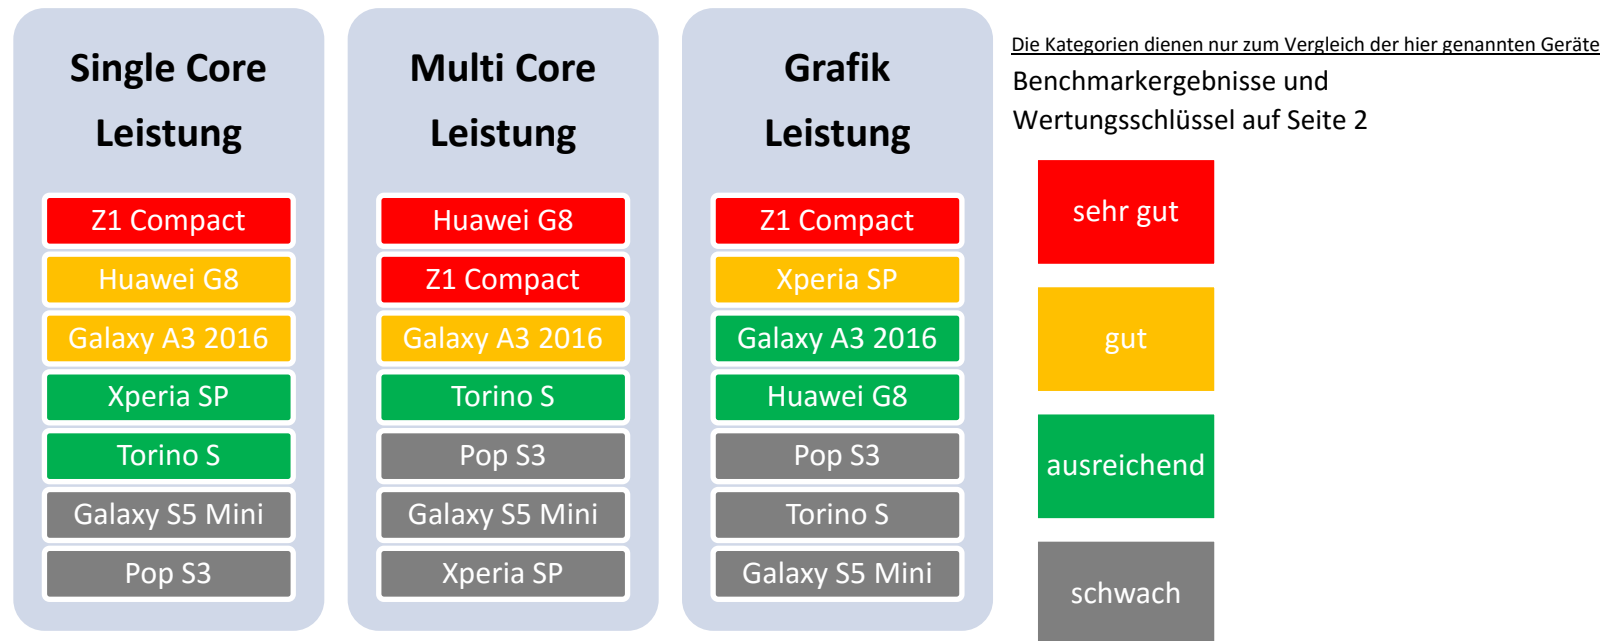 Single Core
Leistung
Z1 Compact
Huawei G8
Galaxy A3 2016
Xperia SP
Torino S
Galaxy S5 Mini
Pop S3
Multi Core
Leistung
Huawei G8
Z1 Compact
Galaxy A3 2016
Torino S
Pop S3
Galaxy S5 Mini
Xperia SP
Grafik
Leistung
Z1 Compact
Xperia SP
Galaxy A3 2016
Huawei G8
Pop S3
Torino S
Galaxy S5 Mini
Die Kategorien dienen nur zum Vergleich der hier genannten Geräte
Benchmarkergebnisse und
Wertungsschlüssel auf Seite 2
sehr gut
gut
ausreichend
schwach